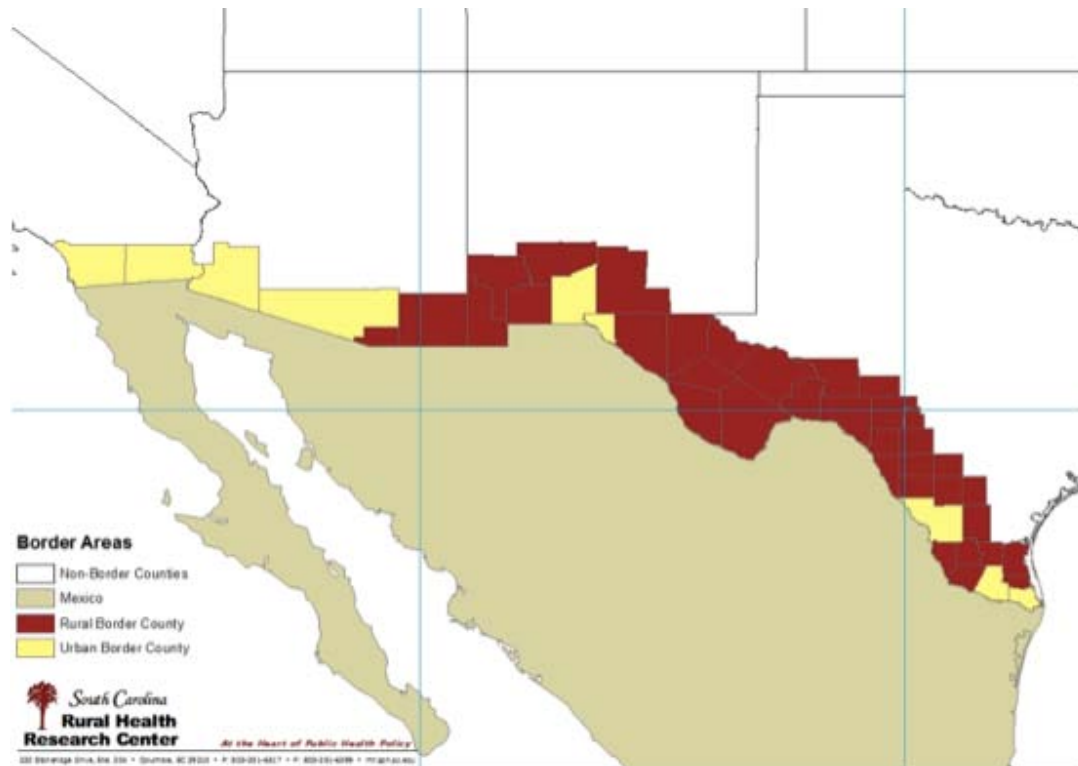 Border Areas
Non-Border Counties
Mexico
Rural Border County
Urban Border County
South Carolina
Rural Health
Research Center
At the Heart of Public Health Policy